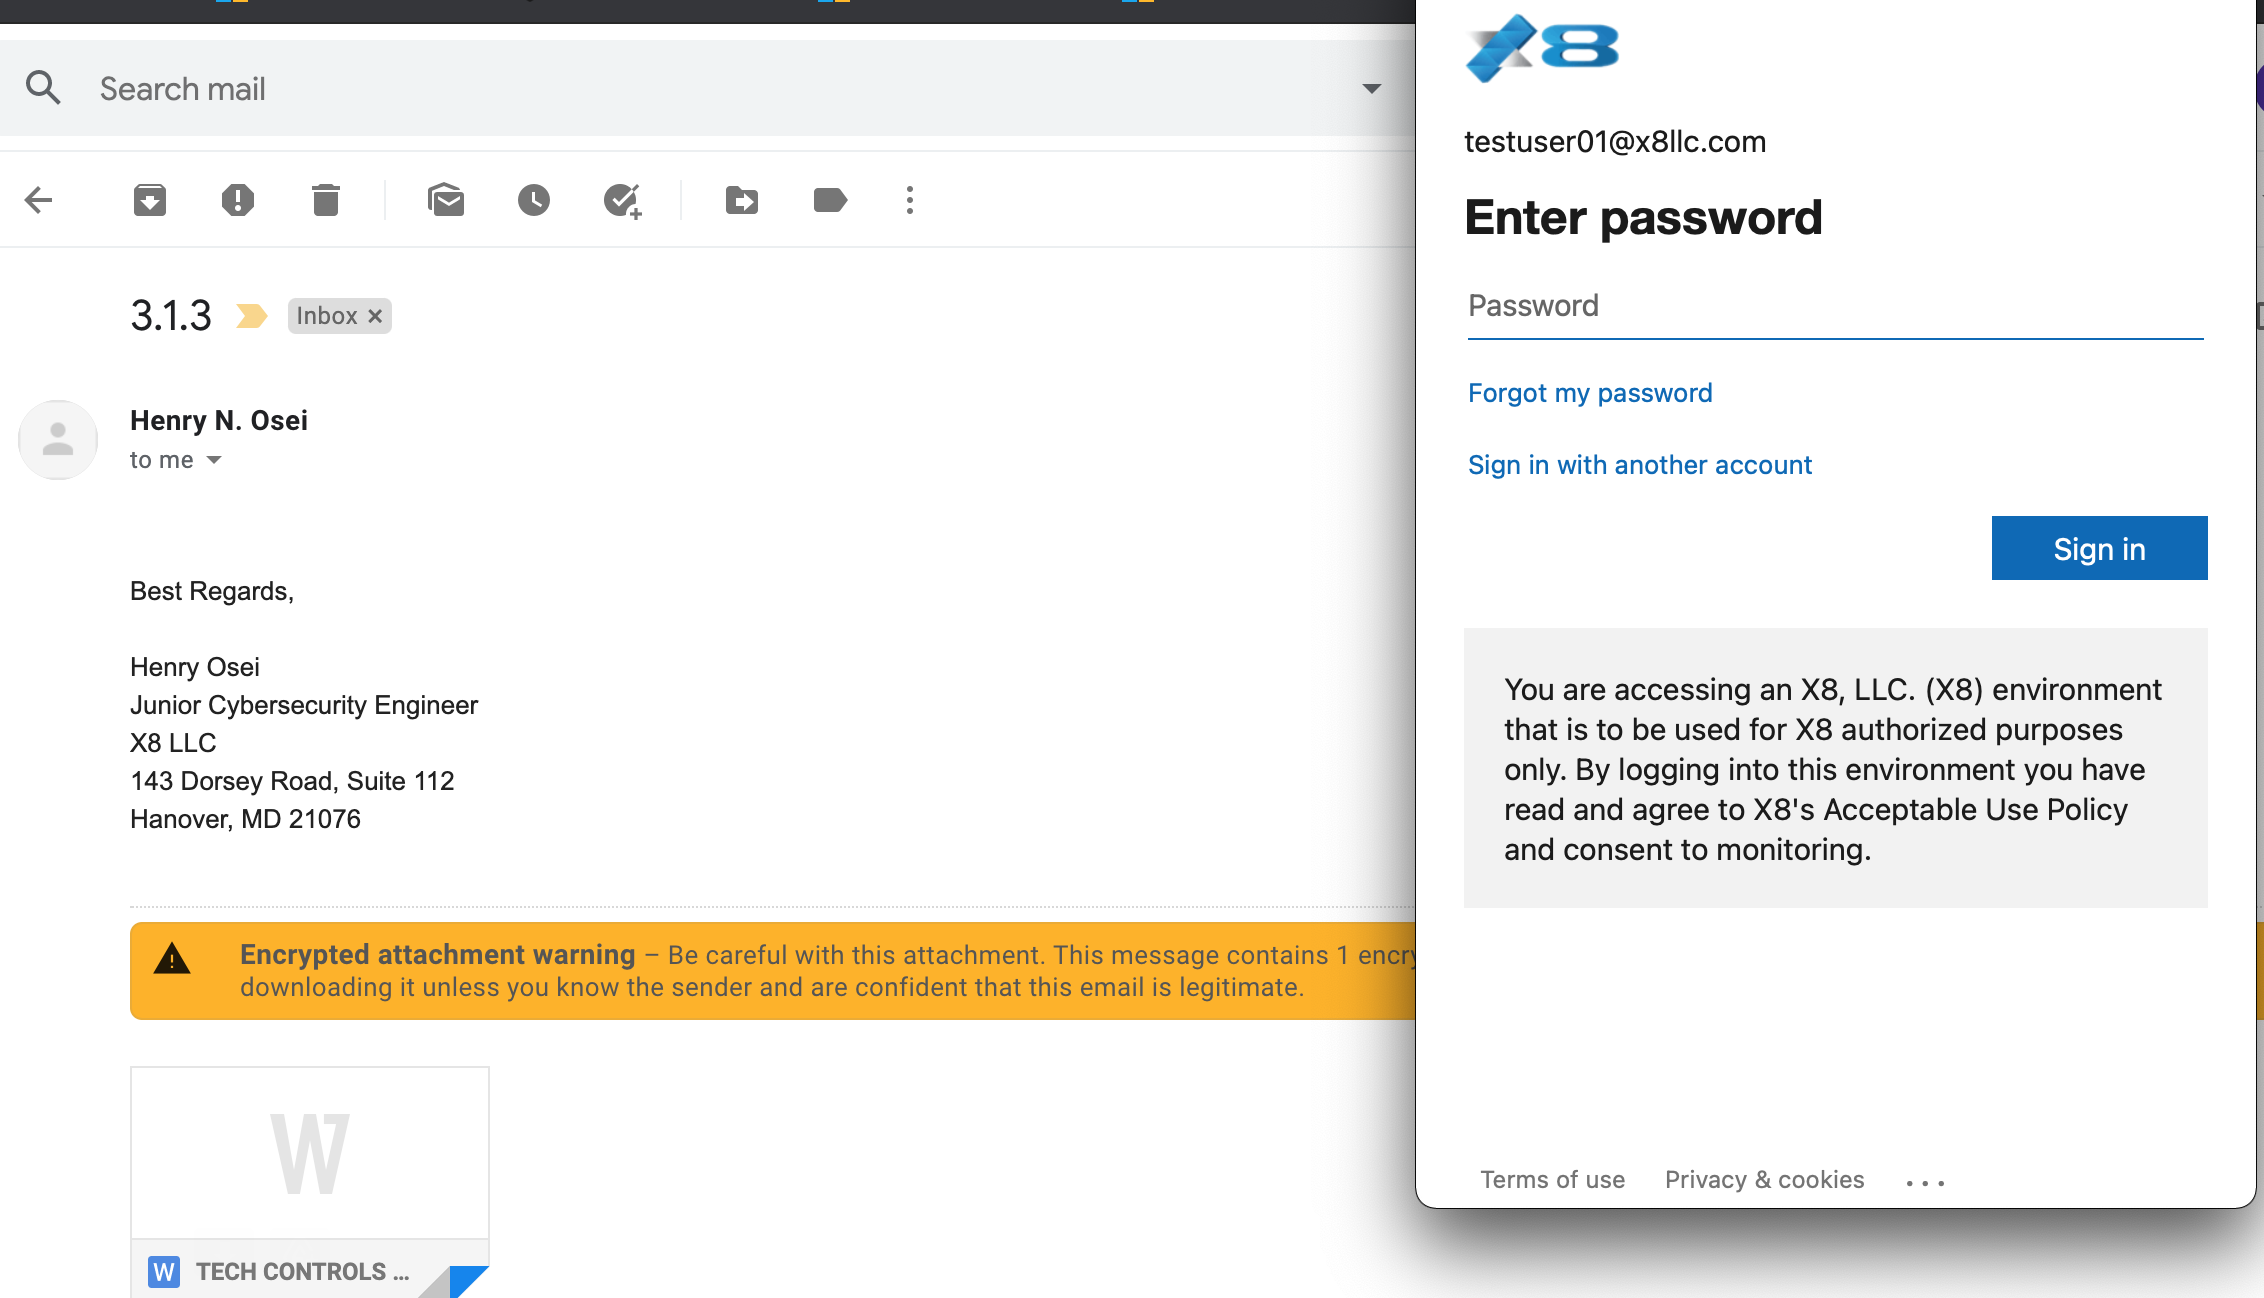 Search mail
3.1.3
Inbox ×
Henry N. Osei
to me
Best Regards,
Henry Osei
Junior Cybersecurity Engineer
X8 LLC
143 Dorsey Road, Suite 112
Hanover, MD 21076
Encrypted attachment warning – Be careful with this attachment. This message contains 1
downloading it unless you know the sender and are confident that this email is legitimate.
W
W TECH CONTROLS ...
X8
testuser01@x8llc.com
Enter password
Password
Forgot my password
Sign in with another account
Sign in
You are accessing an X8, LLC. (X8) environment
that is to be used for X8 authorized purposes
only. By logging into this environment you have
read and agree to X8's Acceptable Use Policy
and consent to monitoring.
Terms of use Privacy & cookies ...